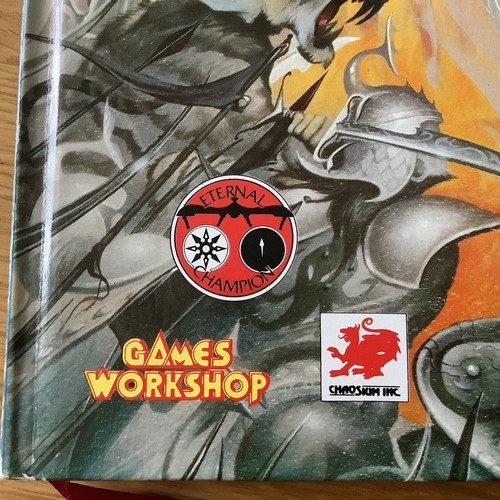 ETERNAL
CHAMPION
GAMES
WORKSHOP
CHAOSIUM INC.